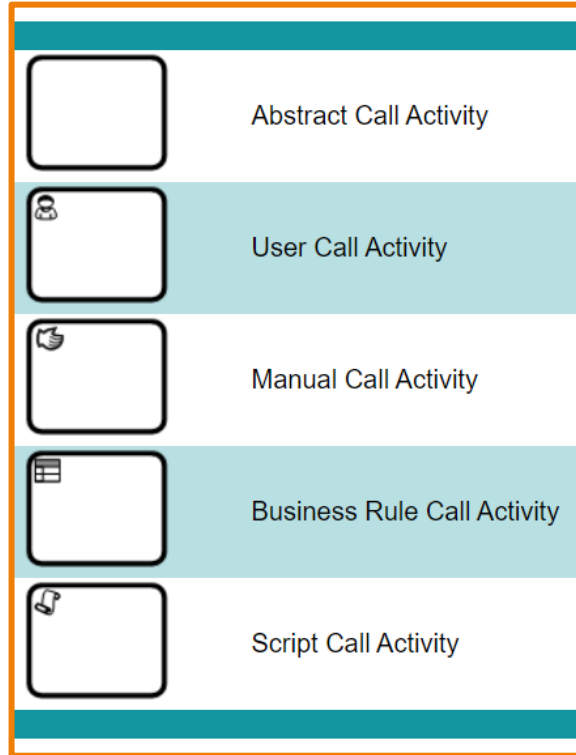 Abstract Call Activity
User Call Activity
Manual Call Activity
Business Rule Call Activity
Script Call Activity